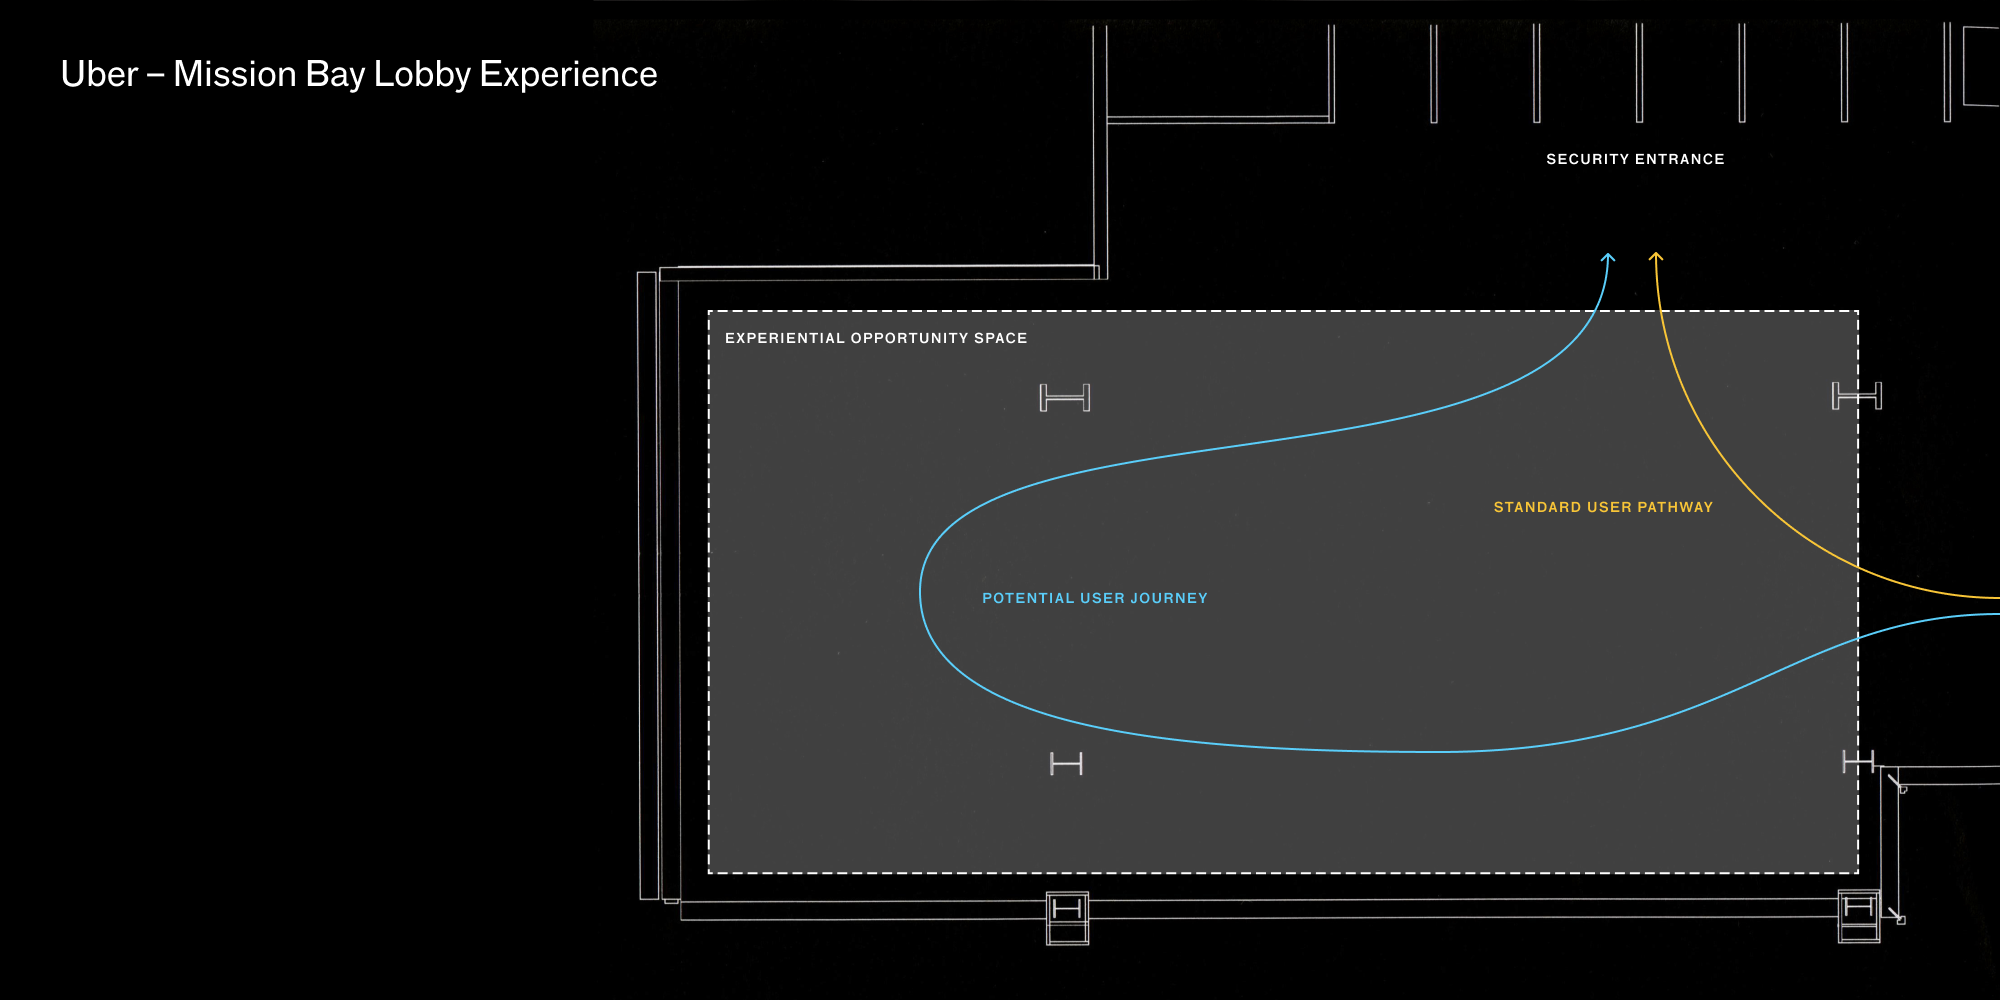 Uber – Mission Bay Lobby Experience
SECURITY ENTRANCE
EXPERIENTIAL OPPORTUNITY SPACE
STANDARD USER PATHWAY
POTENTIAL USER JOURNEY